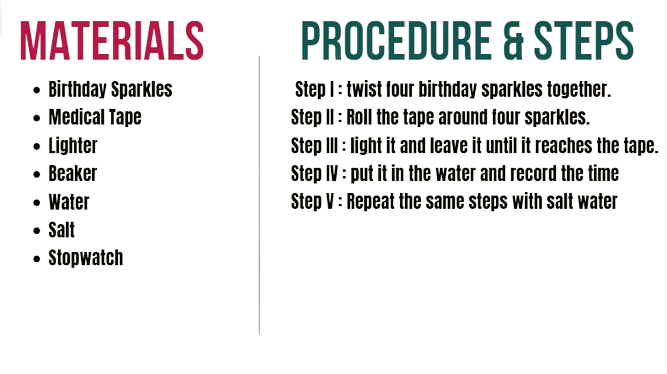 MATERIALS
• Birthday Sparkles
• Medical Tape
• Lighter
• Beaker
• Water
• Salt
• Stopwatch
PROCEDURE & STEPS
Step I : twist four birthday sparkles together.
Step II : Roll the tape around four sparkles.
Step III : light it and leave it until it reaches the tape.
Step IV : put it in the water and record the time
Step V : Repeat the same steps with salt water